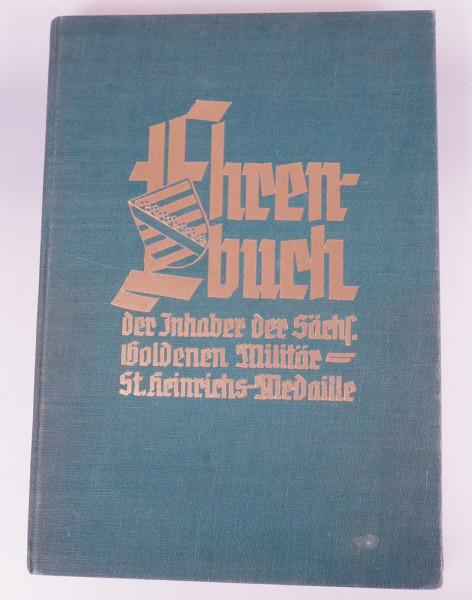 Ehren-
buch
der Inhaber der Sächs.
Goldenen Militär-
St. Heinrichs-Medaille